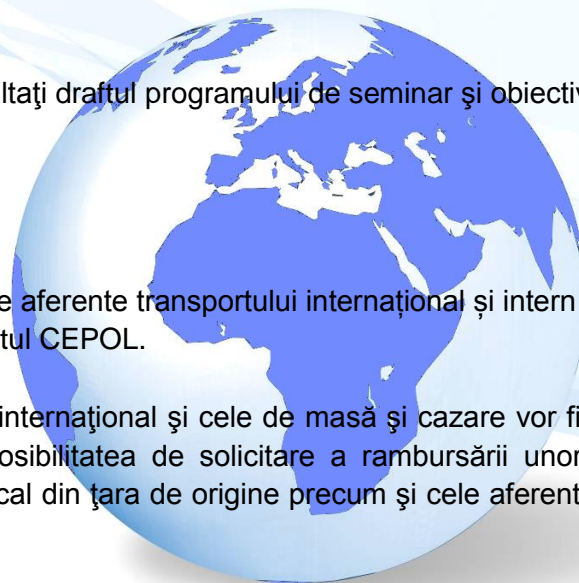 ltaţi draftul programului de seminar şi obiectiv
e aferente transportului internațional și intern
tul CEPOL.
internaţional şi cele de masă şi cazare vor fi
osibilitatea de solicitare a rambursării unor
cal din ţara de origine precum şi cele aferent